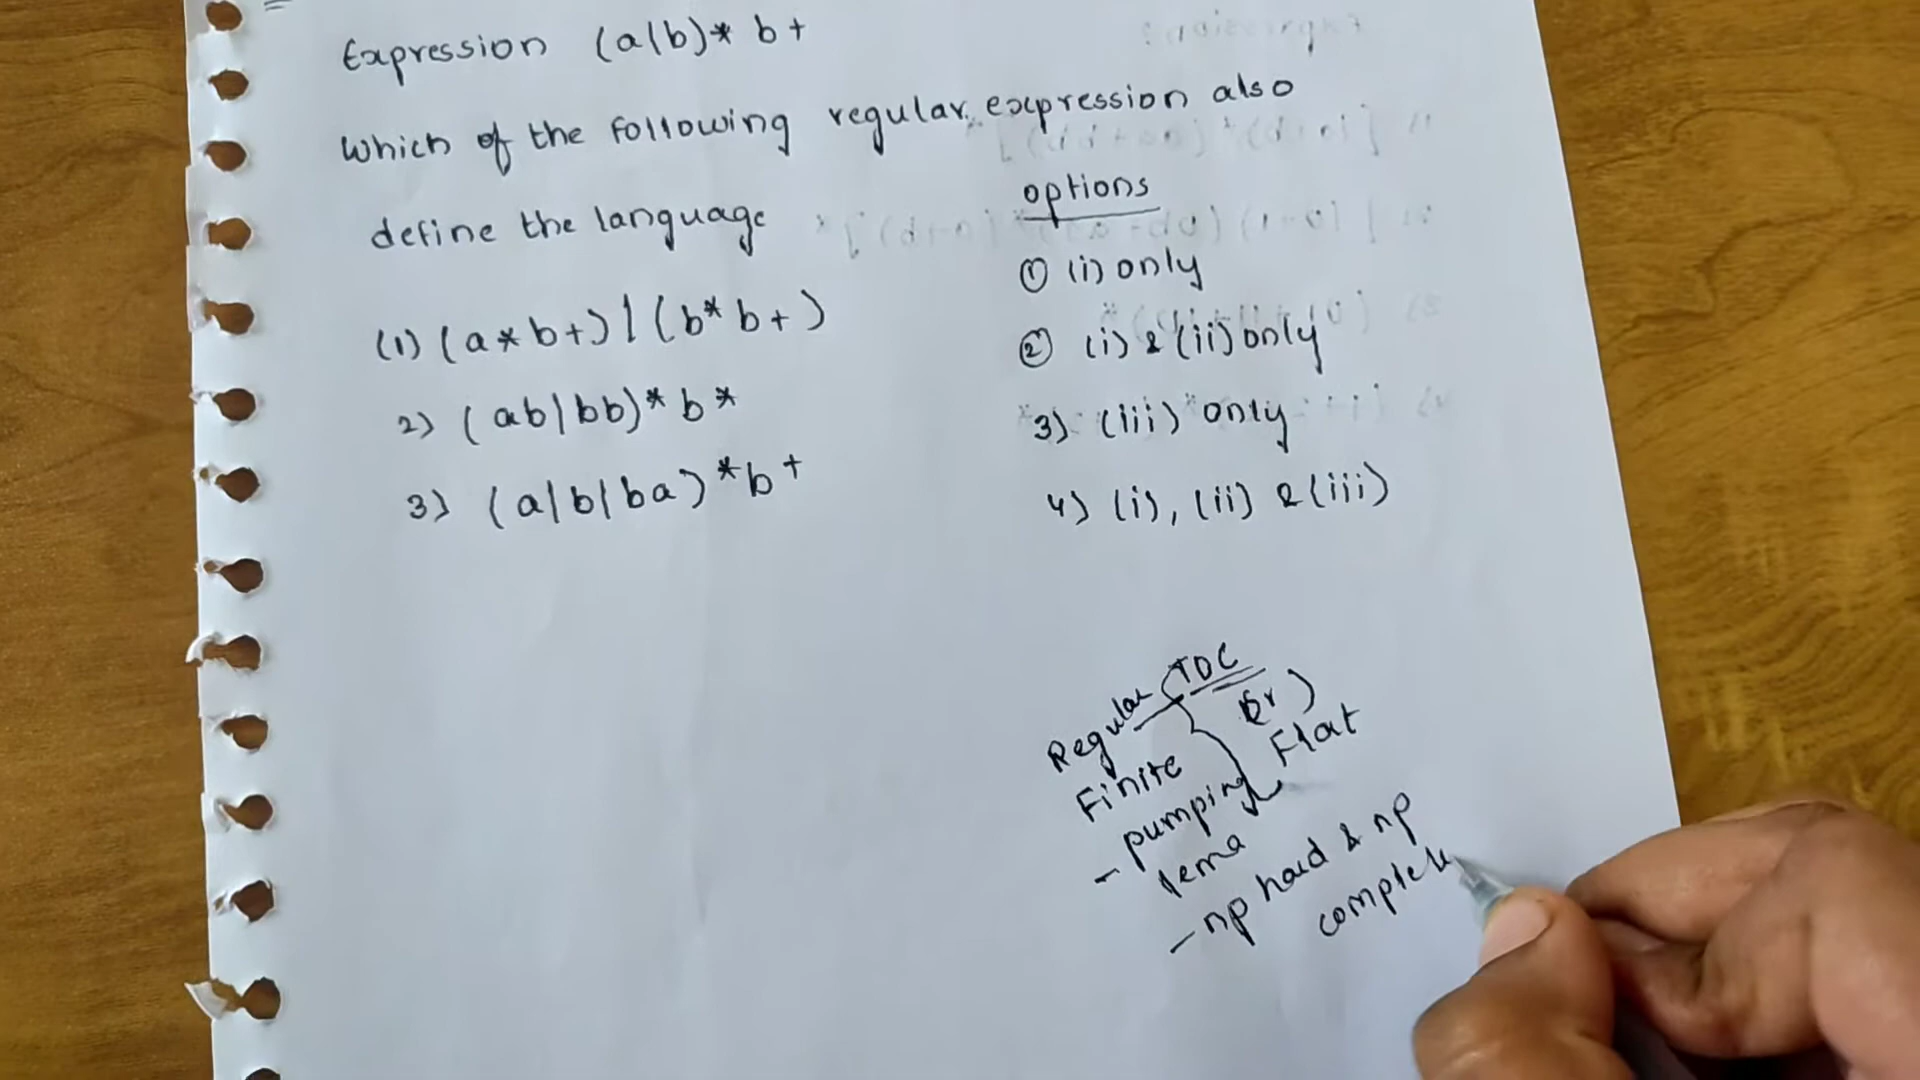 Expression (a|b)* b+
which of the following regular expression also
define the language
(1) (a*b+) | (b*b+)
2) (ab|bb)* b*
3) (a|b|ba)*b+
options
① (i) only
② (i) & (ii) only
3) (iii) only
4) (i), (ii) & (iii)
Regular (TOC
(or)
Finite Flat
- pumping
lema
- np hard & np
complete